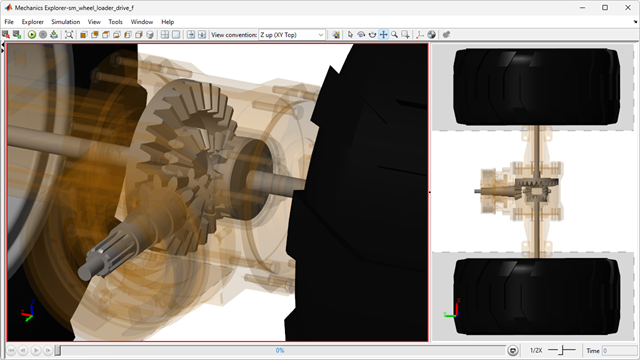 Mechanics Explorer-sm_wheel_loader_drive_f
File Explorer Simulation View Tools Window Help
View convention: Z up (XY Top)
0%
1/2X
Time 0